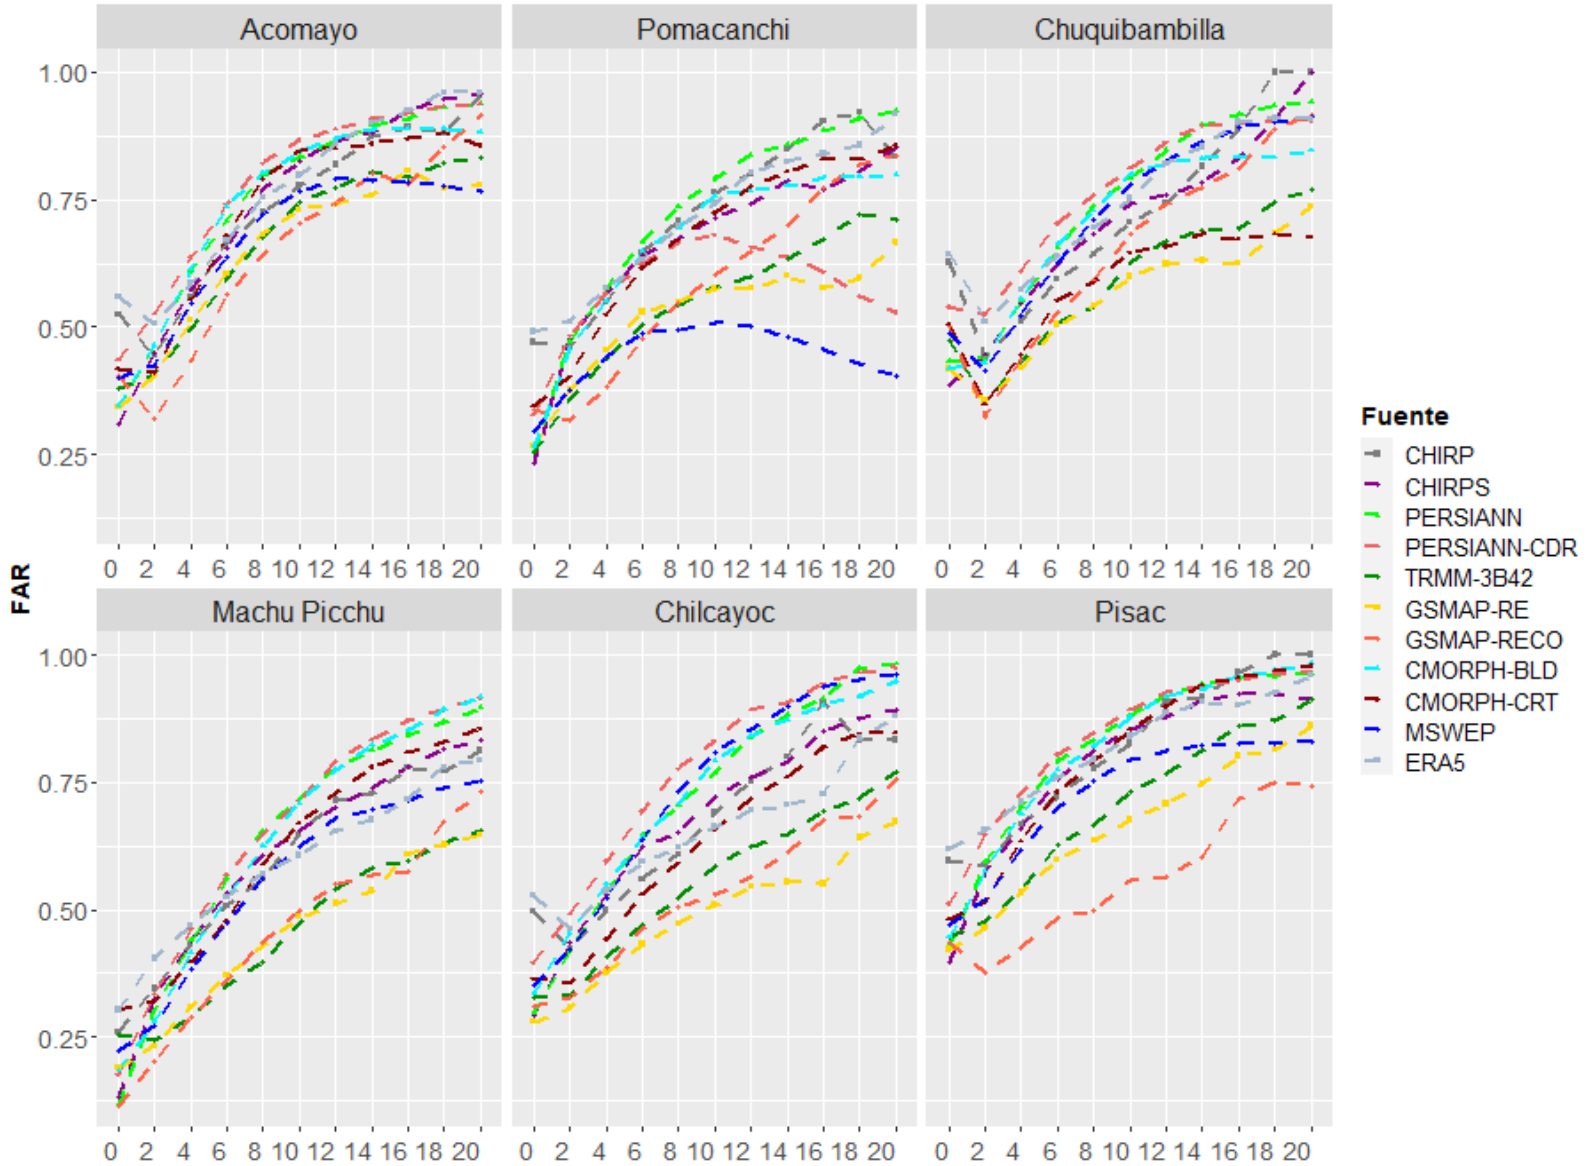 Acomayo Pomacanchi Chuquibambilla
1.00
0.75
0.50
0.25
0 2 4 6 8 10 12 14 16 18 20 0 2 4 6 8 10 12 14 16 18 20 0 2 4 6 8 10 12 14 16 18 20
Machu Picchu Chilcayoc Pisac
1.00
0.75
0.50
0.25
0 2 4 6 8 10 12 14 16 18 20 0 2 4 6 8 10 12 14 16 18 20 0 2 4 6 8 10 12 14 16 18 20
FAR
Fuente
CHIRP
CHIRPS
PERSIANN
PERSIANN-CDR
TRMM-3B42
GSMAP-RE
GSMAP-RECO
CMORPH-BLD
CMORPH-CRT
MSWEP
ERA5